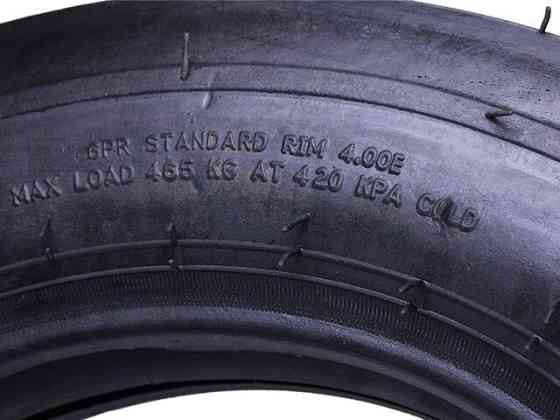 6PR STANDARD RIM 4.00E
MAX LOAD 465 KG AT 420 KPA COLD